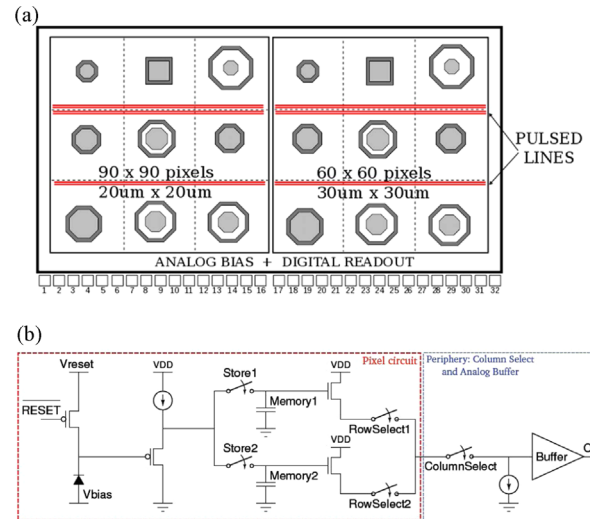 (a)
PULSED
LINES
90 x 90 pixels
60 x 60 pixels
20um x 20um
30um x 30um
ANALOG BIAS + DIGITAL READOUT
1 2 3 4 5 6 7 8 9 10 11 12 13 14 15 16 17 18 19 20 21 22 23 24 25 26 27 28 29 30 31 32
(b)
Pixel circuit
Periphery: Column Select
and Analog Buffer
Vreset
VDD
Store1
VDD
RESET
Memory1
RowSelect1
Store2
VDD
ColumnSelect
Buffer
Vbias
Memory2
RowSelect2